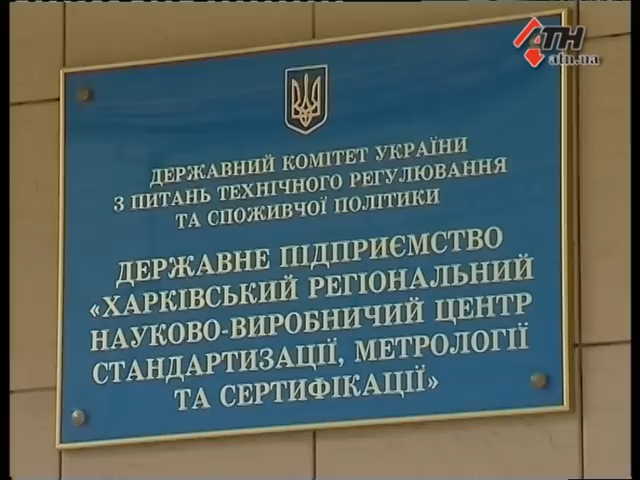 АТН
atn.ua
ДЕРЖАВНИЙ КОМІТЕТ УКРАЇНИ
З ПИТАНЬ ТЕХНІЧНОГО РЕГУЛЮВАННЯ
ТА СПОЖИВЧОЇ ПОЛІТИКИ
ДЕРЖАВНЕ ПІДПРИЄМСТВО
«ХАРКІВСЬКИЙ РЕГІОНАЛЬНИЙ
НАУКОВО-ВИРОБНИЧИЙ ЦЕНТР
СТАНДАРТИЗАЦІЇ, МЕТРОЛОГІЇ
ТА СЕРТИФІКАЦІЇ»